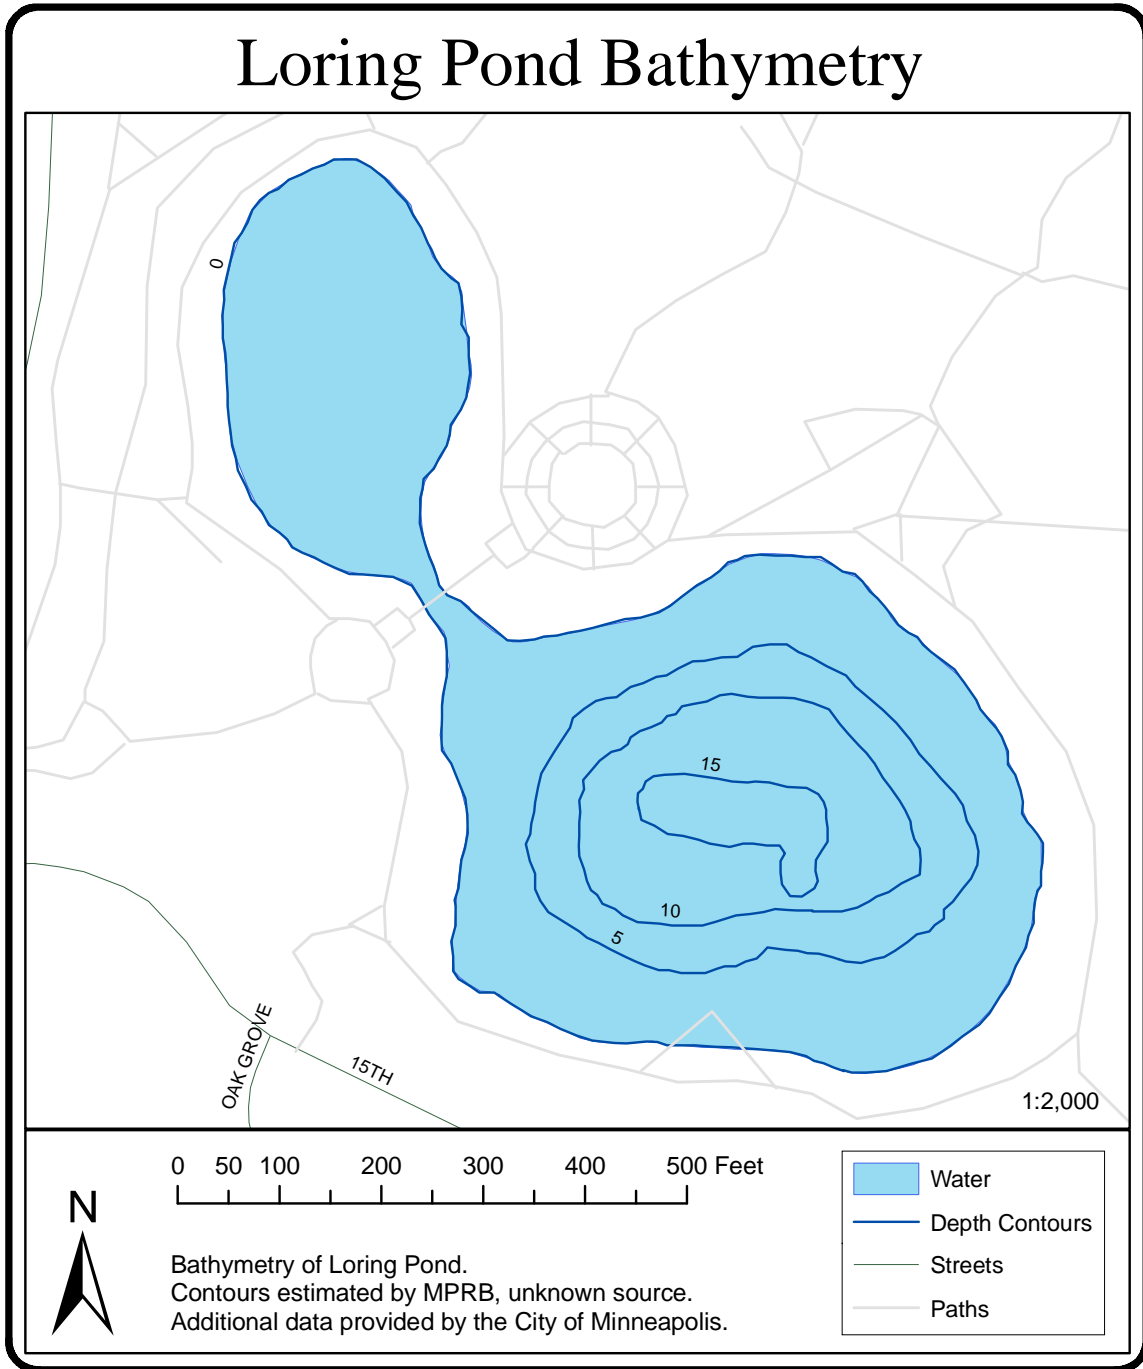 Loring Pond Bathymetry
0
15
10
5
OAK GROVE
15TH
1:2,000
0 50 100 200 300 400 500 Feet
N
Bathymetry of Loring Pond.
Contours estimated by MPRB, unknown source.
Additional data provided by the City of Minneapolis.
Water
Depth Contours
Streets
Paths